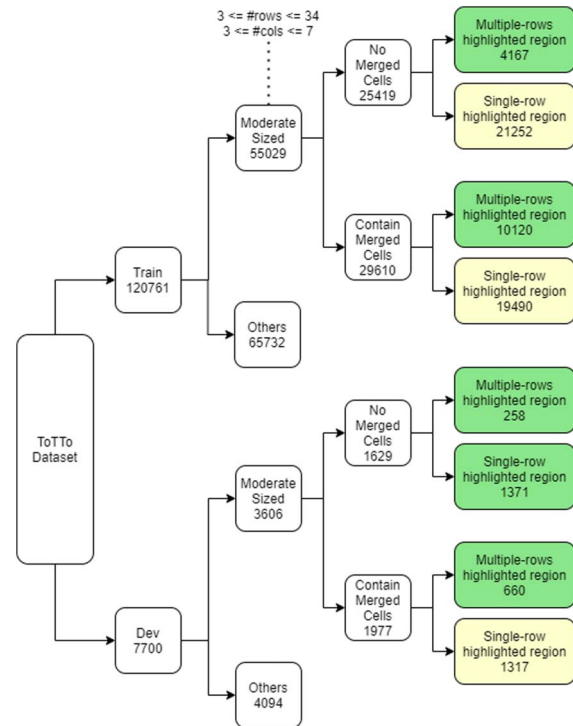 3 <= #rows <= 34
3 <= #cols <= 7
ToTTo
Dataset
Train
120761
Moderate
Sized
55029
No
Merged
Cells
25419
Multiple-rows
highlighted region
4167
Single-row
highlighted region
21252
Contain
Merged
Cells
29610
Multiple-rows
highlighted region
10120
Single-row
highlighted region
19490
Others
65732
Dev
7700
Moderate
Sized
3606
No
Merged
Cells
1629
Multiple-rows
highlighted region
258
Single-row
highlighted region
1371
Contain
Merged
Cells
1977
Multiple-rows
highlighted region
660
Single-row
highlighted region
1317
Others
4094